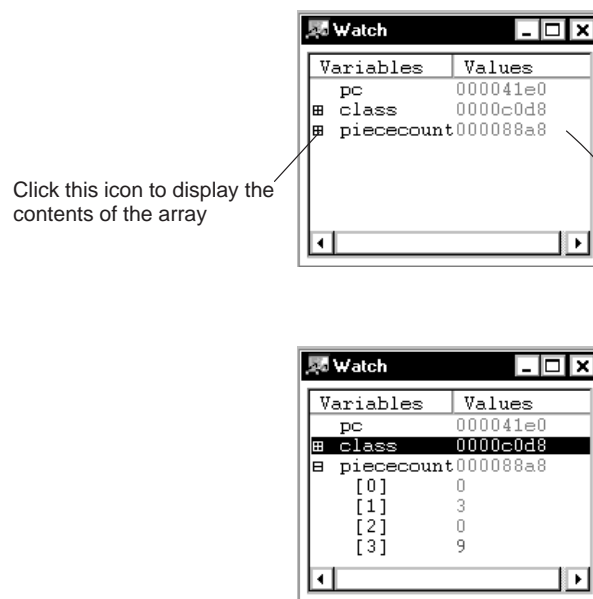 Watch
Variables Values
pc 000041e0
class 0000c0d8
piececount 000088a8
Click this icon to display the
contents of the array
Watch
Variables Values
pc 000041e0
class 0000c0d8
piececount 000088a8
[0] 0
[1] 3
[2] 0
[3] 9